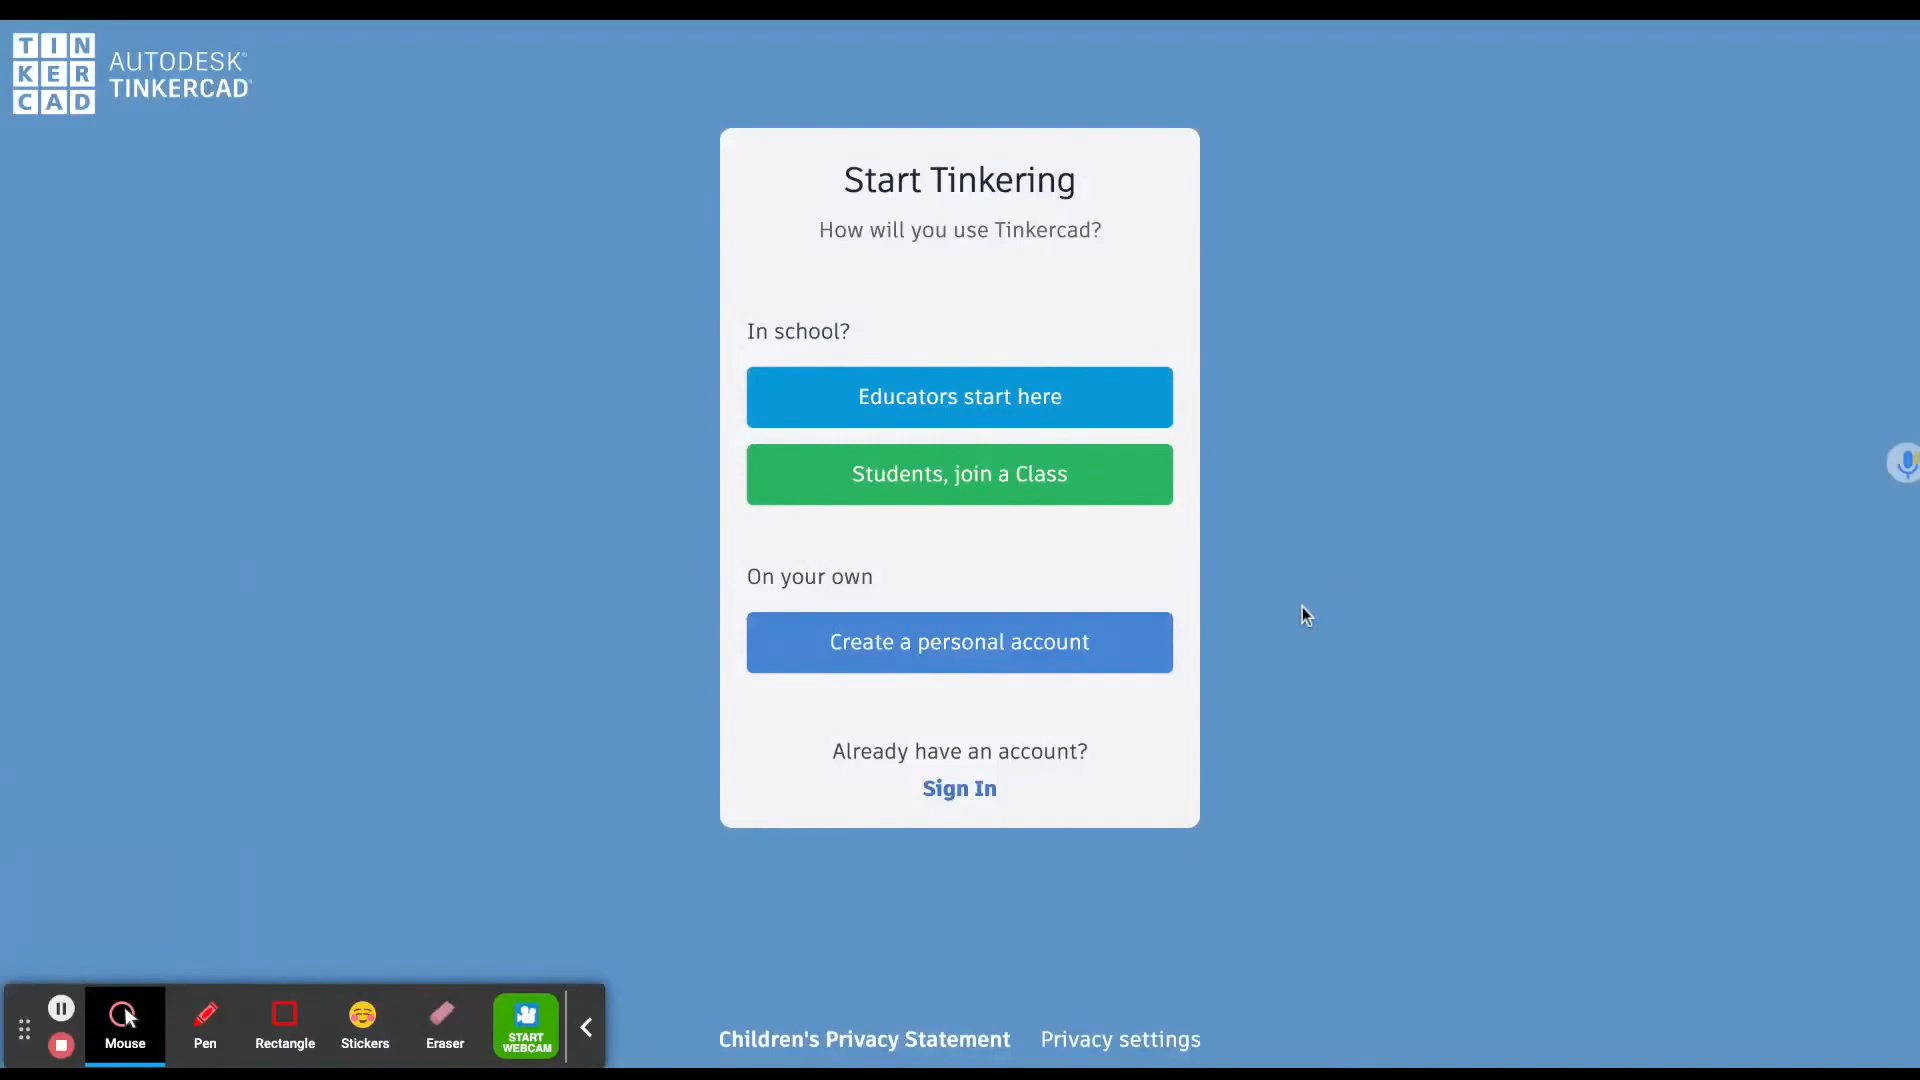 TIN
KER
CAD
AUTODESK®
TINKERCAD®
Start Tinkering
How will you use Tinkercad?
In school?
Educators start here
Students, join a Class
On your own
Create a personal account
Already have an account?
Sign In
Mouse
Pen
Rectangle
Stickers
Eraser
START
WEBCAM
Children's Privacy Statement
Privacy settings